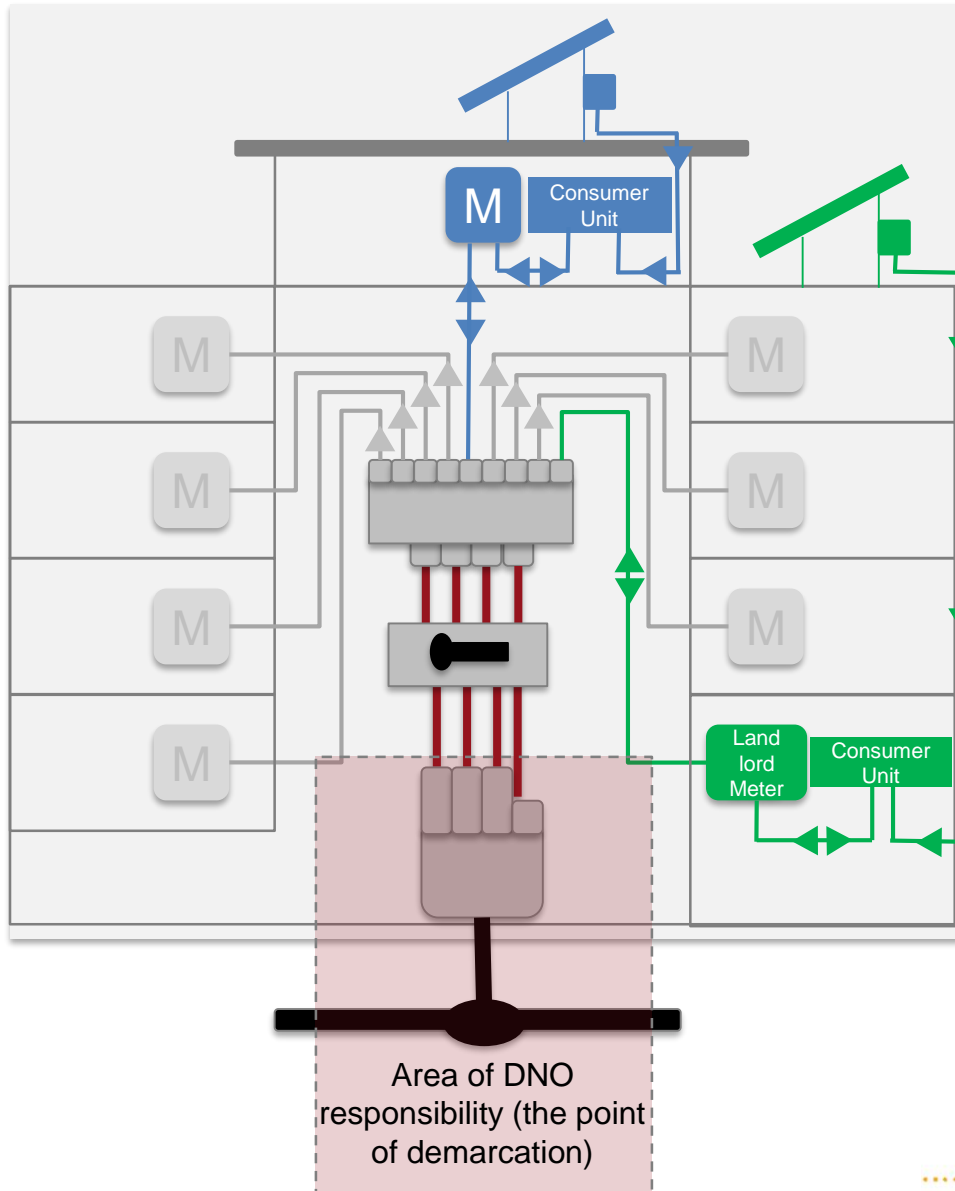 M
Consumer
Unit
M
M
M
M
M
M
M
Land
lord
Meter
Consumer
Unit
Area of DNO
responsibility (the point
of demarcation)